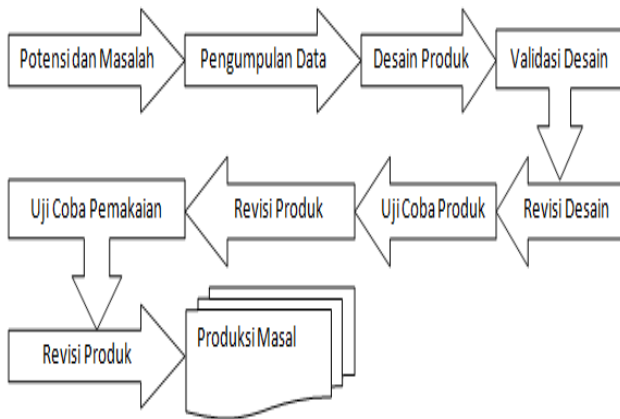 Potensi dan Masalah
Pengumpulan Data
Desain Produk
Validasi Desain
Revisi Desain
Uji Coba Produk
Revisi Produk
Uji Coba Pemakaian
Revisi Produk
Produksi Masal